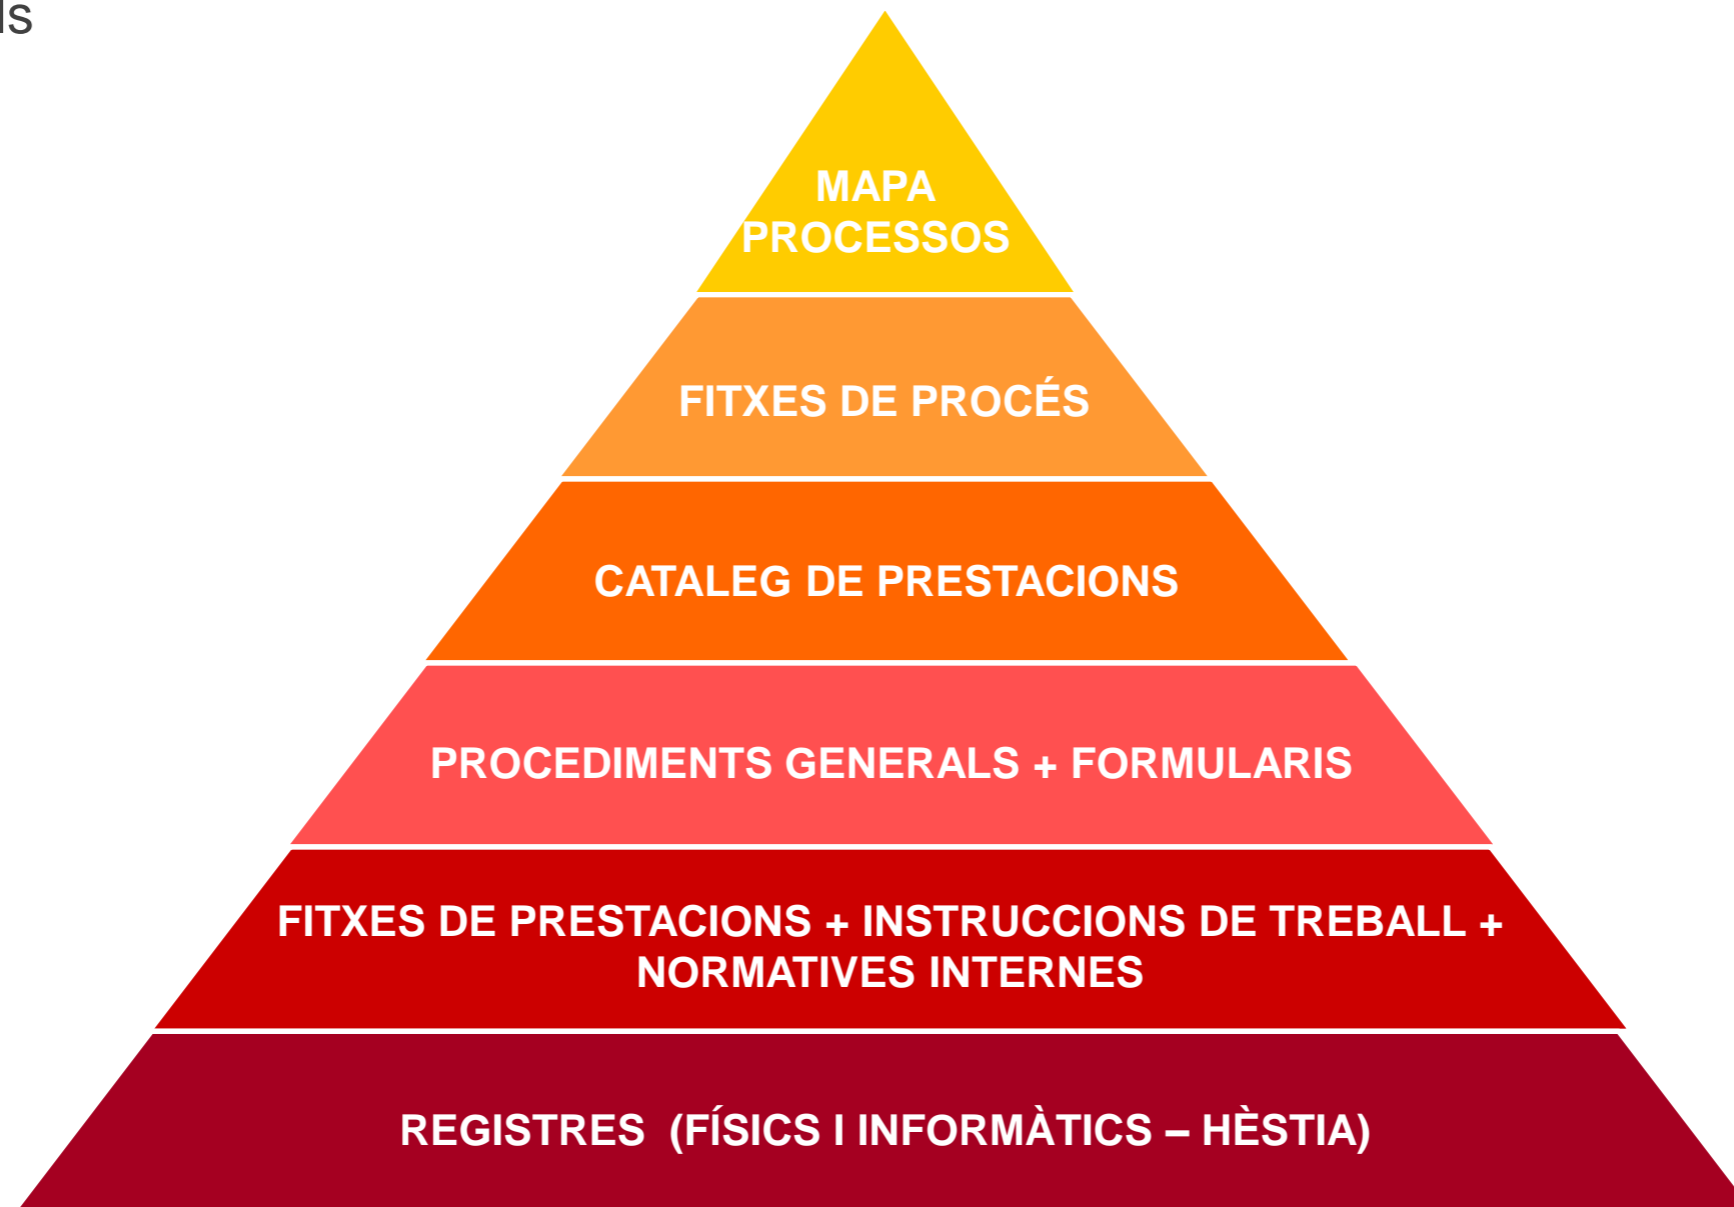 ls
MAPA
PROCESSOS
FITXES DE PROCÉS
CATALEG DE PRESTACIONS
PROCEDIMENTS GENERALS + FORMULARIS
FITXES DE PRESTACIONS + INSTRUCCIONS DE TREBALL +
NORMATIVES INTERNES
REGISTRES (FÍSICS I INFORMÀTICS – HÈSTIA)